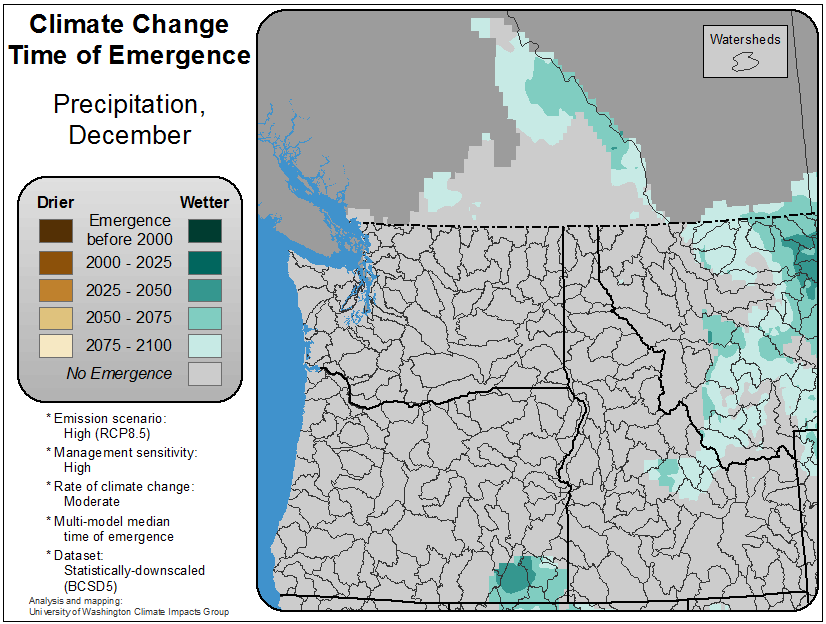 Climate Change
Time of Emergence
Precipitation,
December
Watersheds
Drier
Wetter
Emergence
before 2000
2000 - 2025
2025 - 2050
2050 - 2075
2075 - 2100
No Emergence
* Emission scenario:
High (RCP8.5)
* Management sensitivity:
High
* Rate of climate change:
Moderate
* Multi-model median
time of emergence
* Dataset:
Statistically-downscaled
(BCSD5)
Analysis and mapping:
University of Washington Climate Impacts Group